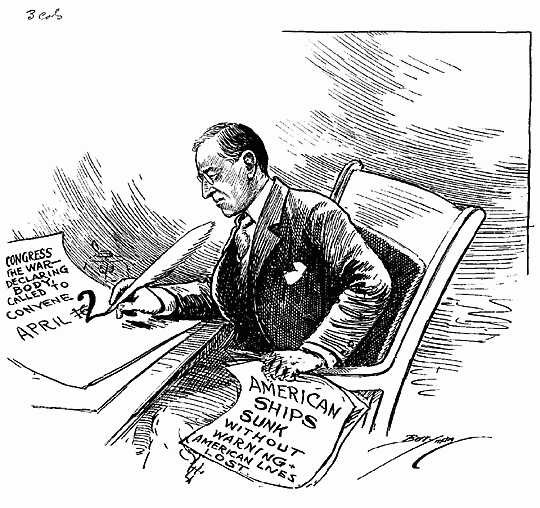 3 Cols
CONGRESS
THE WAR-
DECLARING
BODY,
CALLED TO
CONVENE
APRIL 16 2
AMERICAN
SHIPS
SUNK
WITHOUT
WARNING +
AMERICAN LIVES
LOST
Berryman